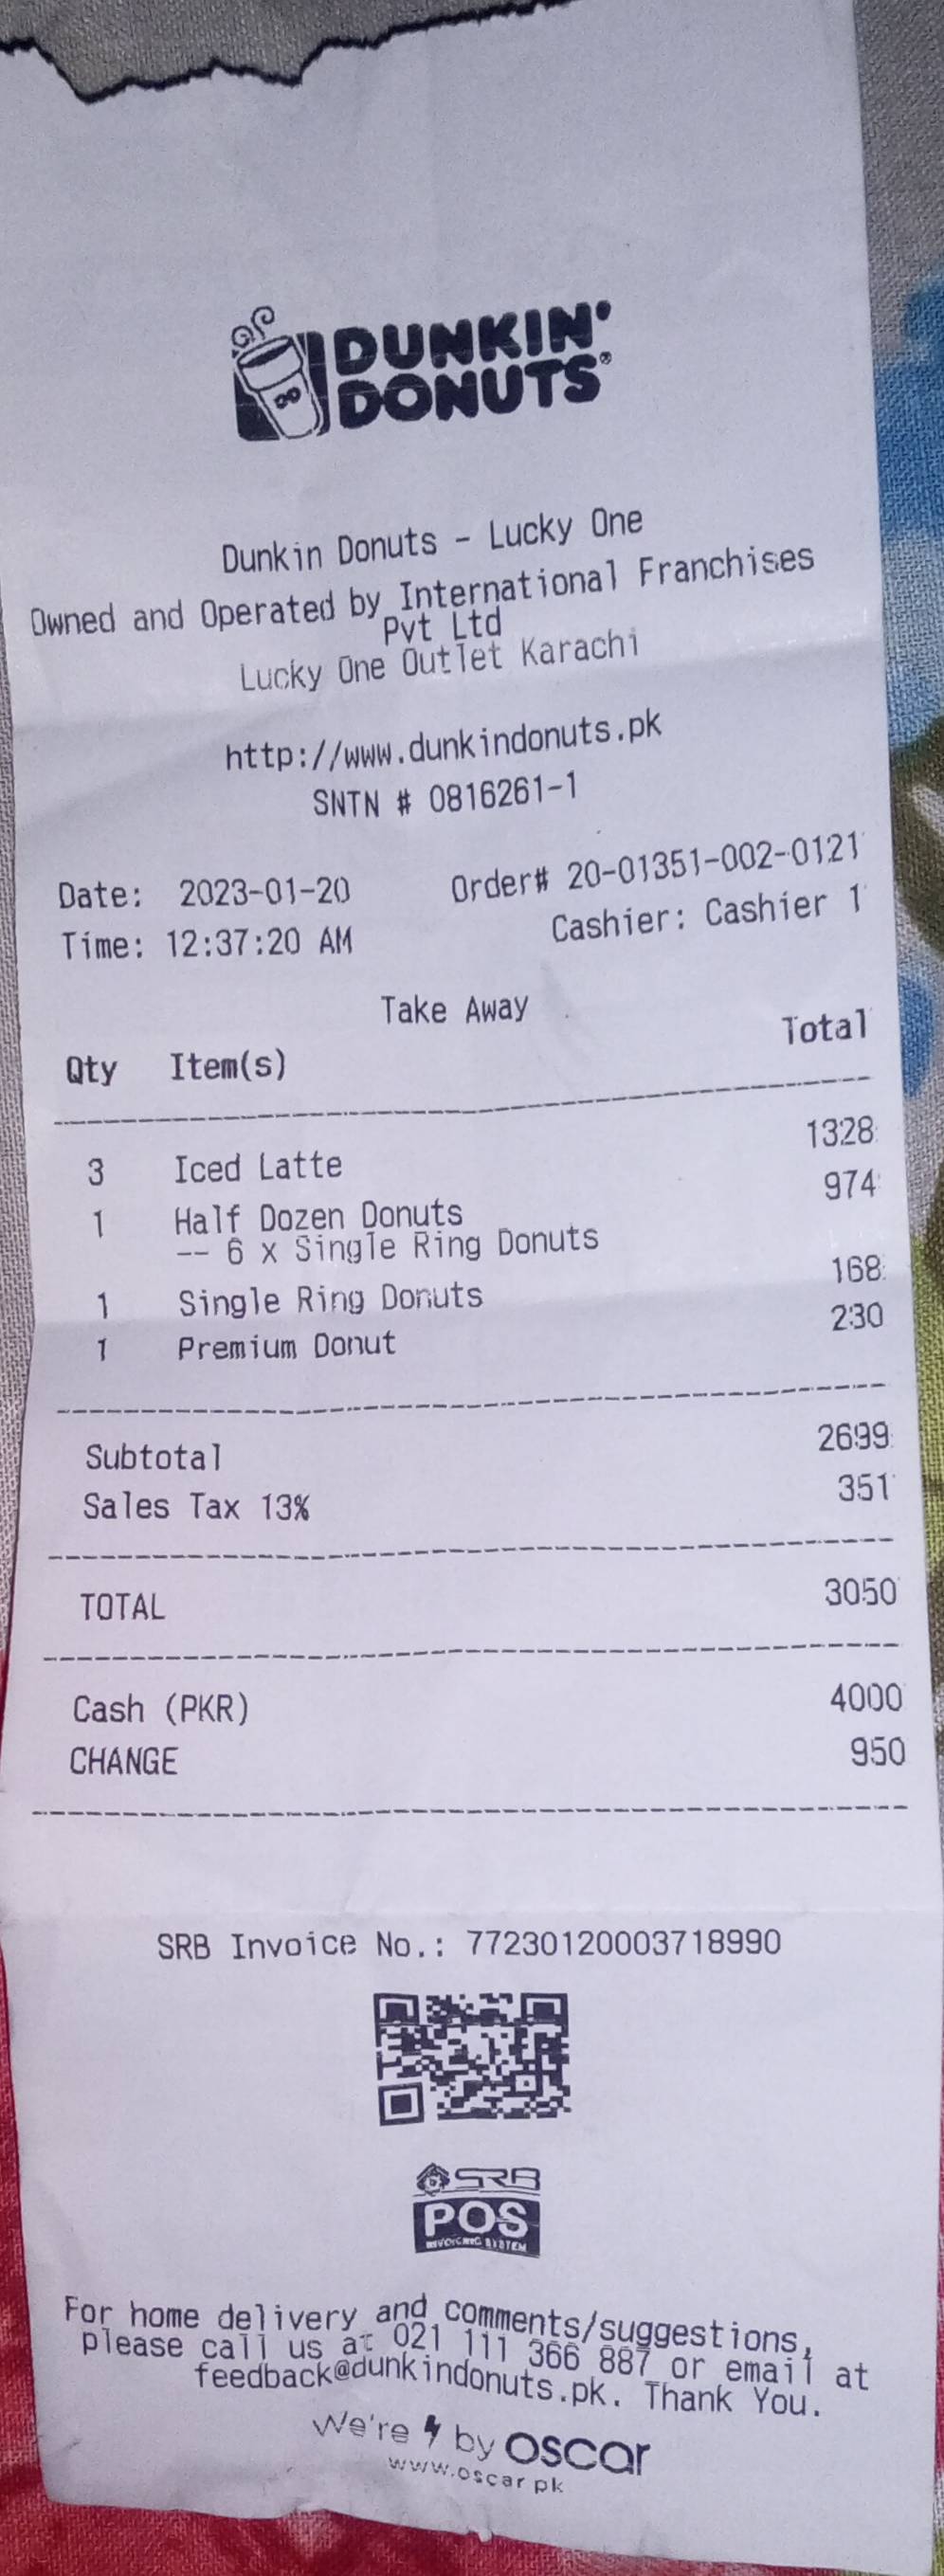 DUNKIN'
DONUTS®
Dunkin Donuts - Lucky One
Owned and Operated by International Franchises
Pvt Ltd
Lucky One Outlet Karachi
http://www.dunkindonuts.pk
SNTN # 0816261-1
Date: 2023-01-20 Order# 20-01351-002-0121
Time: 12:37:20 AM Cashier: Cashier 1
Take Away
Qty Item(s) Total
3 Iced Latte 1328
1 Half Dozen Donuts 974
-- 6 x Single Ring Donuts
1 Single Ring Donuts 168
1 Premium Donut 230
Subtotal 2699
Sales Tax 13% 351
TOTAL 3050
Cash (PKR) 4000
CHANGE 950
SRB Invoice No.: 77230120003718990
SRB
POS
INVOICING SYSTEM
For home delivery and comments/suggestions,
please call us at 021 111 366 887 or email at
feedback@dunkindonuts.pk. Thank You.
We're by oscar
www.oscar.pk